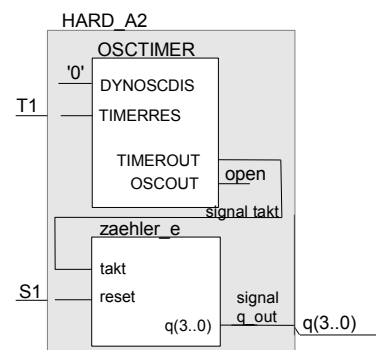 HARD_A2
OSCTIMER
'0'
DYNOSCDIS
T1
TIMERRES
TIMEROUT
OSCOUT
open
signal takt
zaehler_e
takt
S1
reset
signal
q_out
q(3..0)
q(3..0)